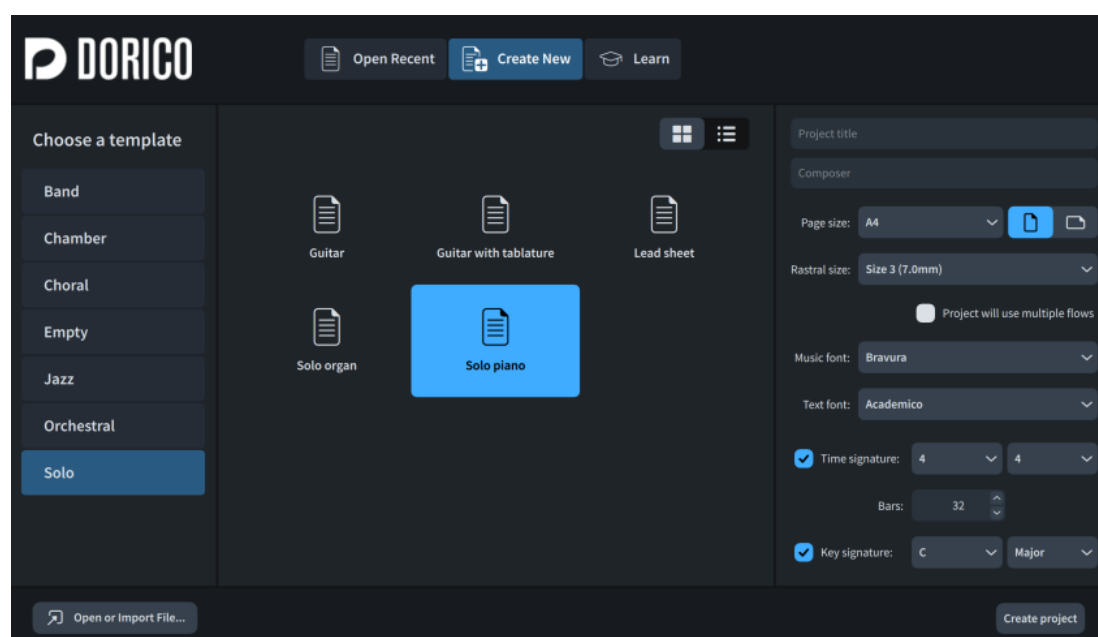 DORICO
Open Recent
Create New
Learn
Choose a template
Band
Chamber
Choral
Empty
Jazz
Orchestral
Solo
Guitar
Guitar with tablature
Lead sheet
Solo organ
Solo piano
Project title
Composer
Page size: A4
Rastral size: Size 3 (7.0mm)
Project will use multiple flows
Music font: Bravura
Text font: Academico
Time signature: 4 4
Bars: 32
Key signature: C Major
Open or Import File...
Create project